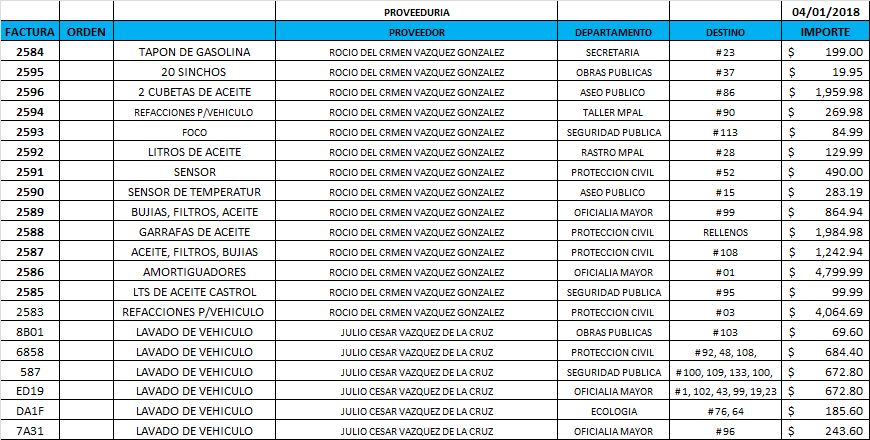 PROVEEDURIA 04/01/2018
FACTURA ORDEN PROVEEDOR DEPARTAMENTO DESTINO IMPORTE
2584 TAPON DE GASOLINA ROCIO DEL CRMEN VAZQUEZ GONZALEZ SECRETARIA #23 $ 199.00
2595 20 SINCHOS ROCIO DEL CRMEN VAZQUEZ GONZALEZ OBRAS PUBLICAS #37 $ 19.95
2596 2 CUBETAS DE ACEITE ROCIO DEL CRMEN VAZQUEZ GONZALEZ ASEO PUBLICO #86 $ 1,959.98
2594 REFACCIONES P/VEHICULO ROCIO DEL CRMEN VAZQUEZ GONZALEZ TALLER MPAL #90 $ 269.98
2593 FOCO ROCIO DEL CRMEN VAZQUEZ GONZALEZ SEGURIDAD PUBLICA #113 $ 84.99
2592 LITROS DE ACEITE ROCIO DEL CRMEN VAZQUEZ GONZALEZ RASTRO MPAL #28 $ 129.99
2591 SENSOR ROCIO DEL CRMEN VAZQUEZ GONZALEZ PROTECCION CIVIL #52 $ 490.00
2590 SENSOR DE TEMPERATUR ROCIO DEL CRMEN VAZQUEZ GONZALEZ ASEO PUBLICO #15 $ 283.19
2589 BUJIAS, FILTROS, ACEITE ROCIO DEL CRMEN VAZQUEZ GONZALEZ OFICIALIA MAYOR #99 $ 864.94
2588 GARRAFAS DE ACEITE ROCIO DEL CRMEN VAZQUEZ GONZALEZ PROTECCION CIVIL RELLENOS $ 1,984.98
2587 ACEITE, FILTROS, BUJIAS ROCIO DEL CRMEN VAZQUEZ GONZALEZ PROTECCION CIVIL #108 $ 1,242.94
2586 AMORTIGUADORES ROCIO DEL CRMEN VAZQUEZ GONZALEZ OFICIALIA MAYOR #01 $ 4,799.99
2585 LTS DE ACEITE CASTROL ROCIO DEL CRMEN VAZQUEZ GONZALEZ SEGURIDAD PUBLICA #95 $ 99.99
2583 REFACCIONES P/VEHICULO ROCIO DEL CRMEN VAZQUEZ GONZALEZ PROTECCION CIVIL #03 $ 4,064.69
8B01 LAVADO DE VEHICULO JULIO CESAR VAZQUEZ DE LA CRUZ OBRAS PUBLICAS #103 $ 69.60
6858 LAVADO DE VEHICULO JULIO CESAR VAZQUEZ DE LA CRUZ PROTECCION CIVIL #92, 48, 108, $ 684.40
587 LAVADO DE VEHICULO JULIO CESAR VAZQUEZ DE LA CRUZ SEGURIDAD PUBLICA #100, 109, 133, 100, $ 672.80
ED19 LAVADO DE VEHICULO JULIO CESAR VAZQUEZ DE LA CRUZ OFICIALIA MAYOR #1, 102, 43, 99, 19,23 $ 672.80
DA1F LAVADO DE VEHICULO JULIO CESAR VAZQUEZ DE LA CRUZ ECOLOGIA #76, 64 $ 185.60
7A31 LAVADO DE VEHICULO JULIO CESAR VAZQUEZ DE LA CRUZ OFICIALIA MAYOR #96 $ 243.60